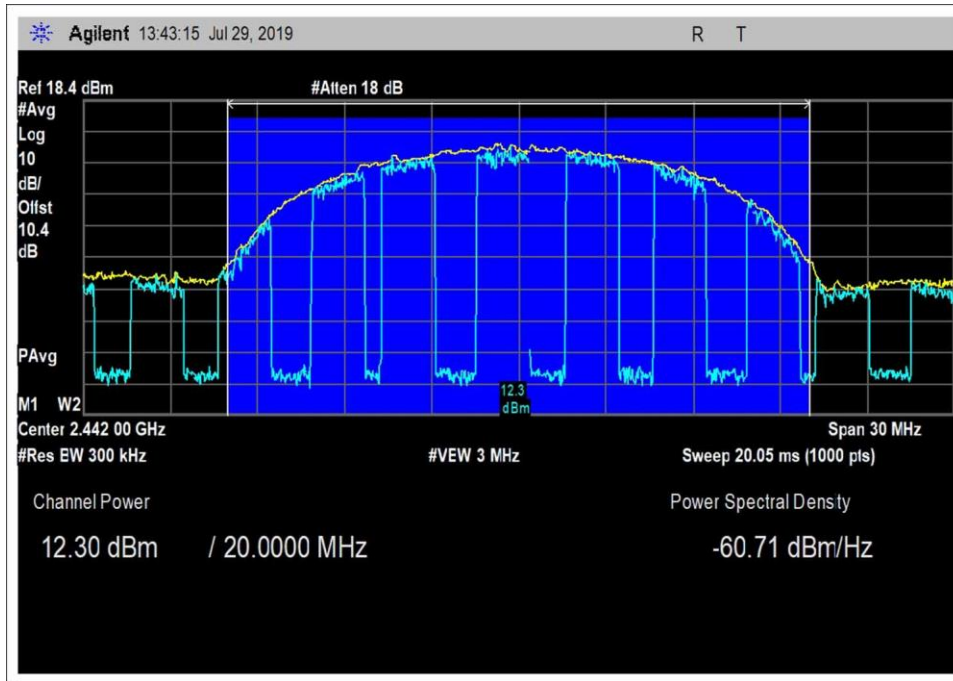 Agilent 13:43:15 Jul 29, 2019 R T
Ref 18.4 dBm #Atten 18 dB
#Avg
Log
10
dB/
Offst
10.4
dB
PAvg
12.3
dBm
M1 W2
Center 2.442 00 GHz Span 30 MHz
#Res BW 300 kHz #VBW 3 MHz Sweep 20.05 ms (1000 pts)
Channel Power Power Spectral Density
12.30 dBm / 20.0000 MHz -60.71 dBm/Hz